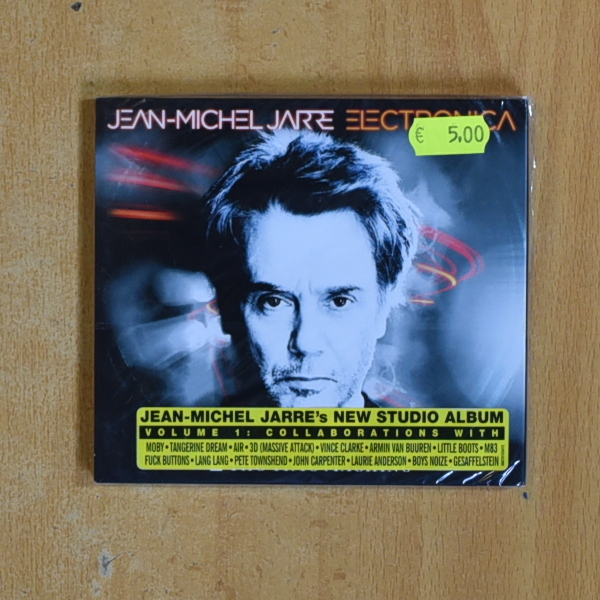 JEAN-MICHEL JARRE ELECTRONICA
€ 5.00
JEAN-MICHEL JARRE's NEW STUDIO ALBUM
VOLUME 1: COLLABORATIONS WITH
MOBY • TANGERINE DREAM • AIR • 3D (MASSIVE ATTACK) • VINCE CLARKE • ARMIN VAN BUUREN • LITTLE BOOTS • M83
FUCK BUTTONS • LANG LANG • PETE TOWNSHEND • JOHN CARPENTER • LAURIE ANDERSON • BOYS NOIZE • GESAFFELSTEIN